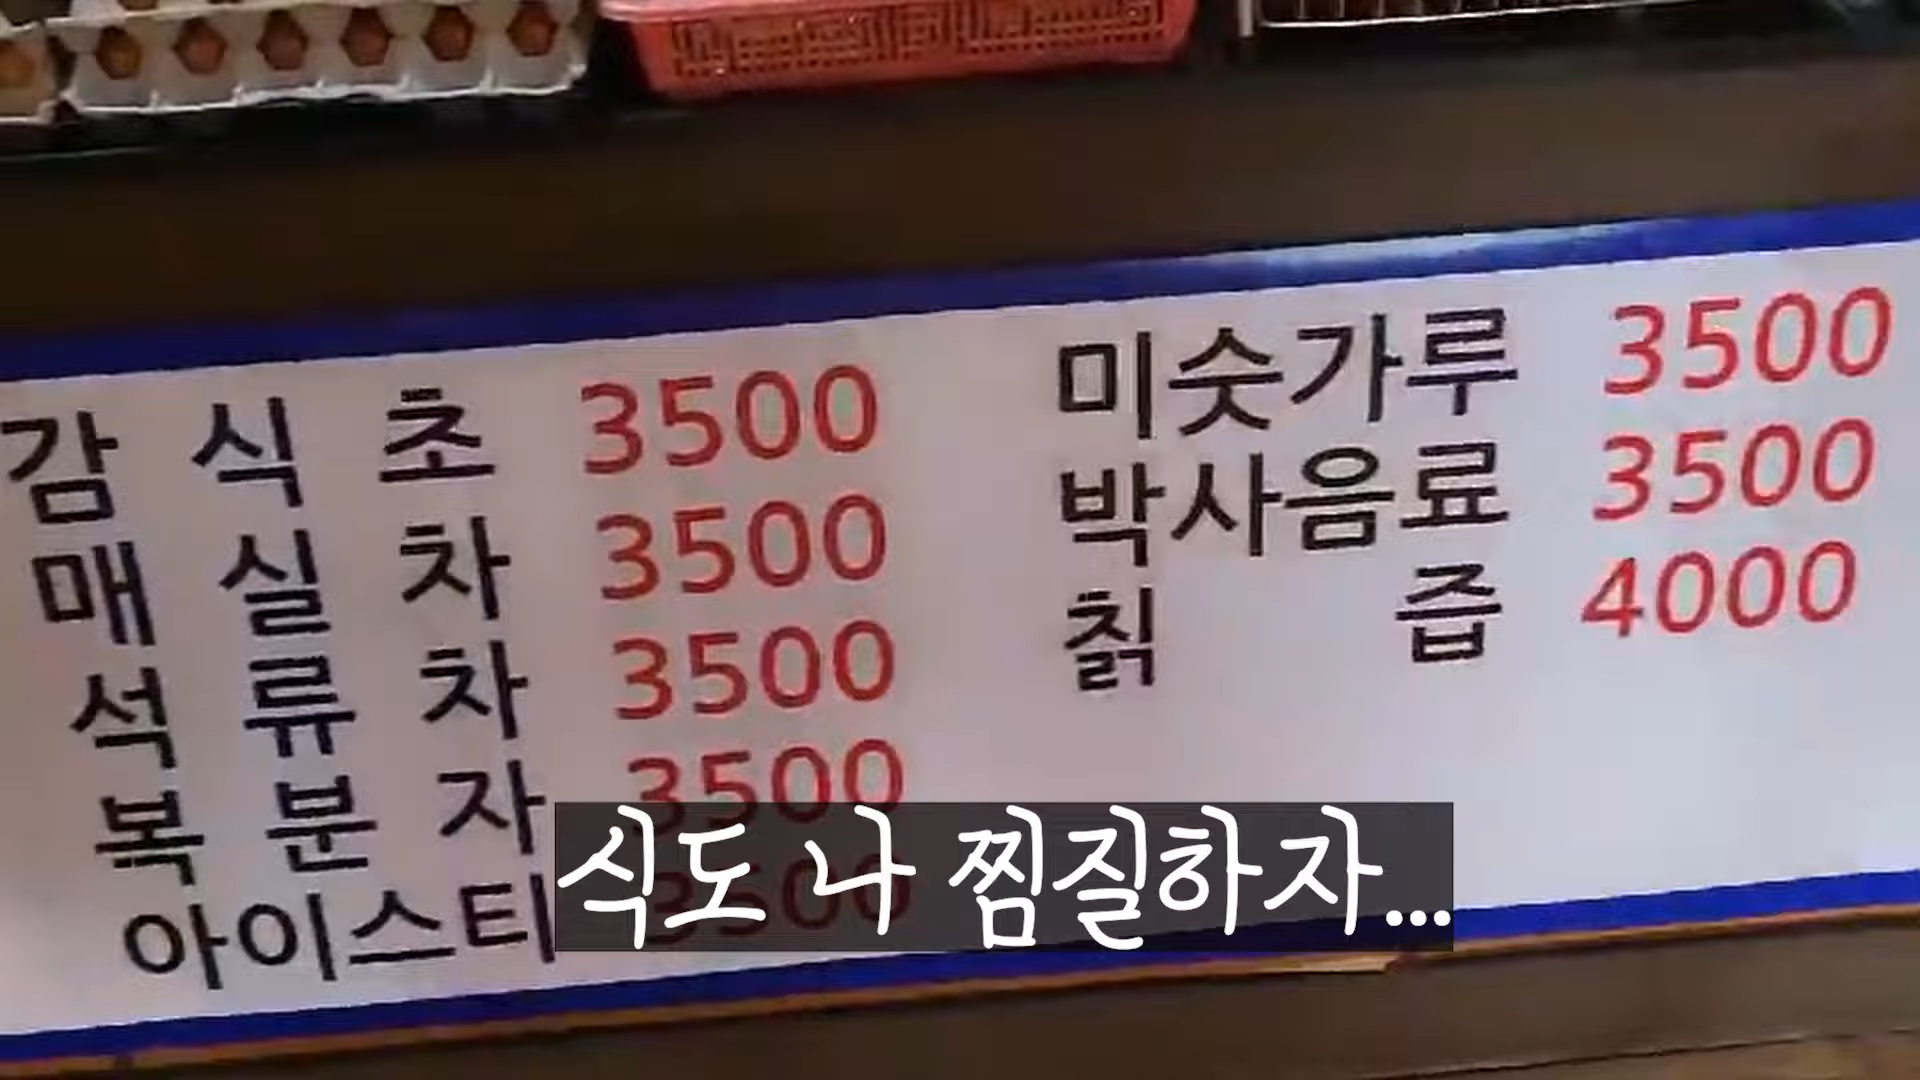 감 식 초 3500
매 실 차 3500
석 류 차 3500
복 분 자 3500
아이스티 3500
미숫가루 3500
박사음료 3500
칡 즙 4000
식도 나 찜질하자...